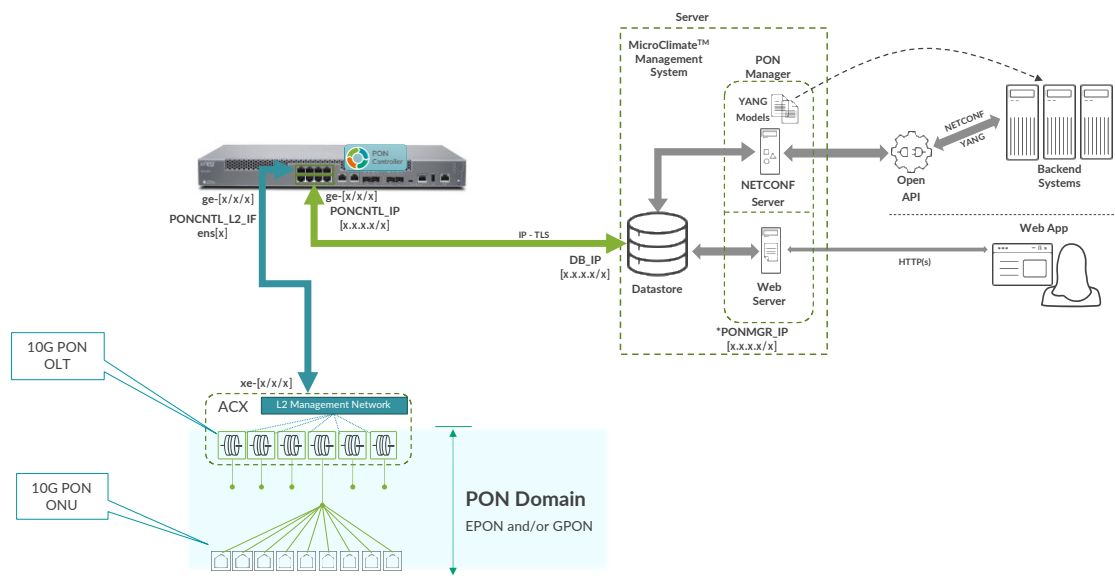 Server
MicroClimate™
Management
System
PON
Manager
YANG
Models
NETCONF
YANG
PON
Controller
NETCONF
Server
Open
API
Backend
Systems
ge-[x/x/x]
PONCNTL_L2_IF
ens[x]
ge-[x/x/x]
PONCNTL_IP
[x.x.x.x/x]
IP - TLS
DB_IP
[x.x.x.x/x]
Datastore
Web
Server
HTTP(s)
Web App
*PONMGR_IP
[x.x.x.x/x]
10G PON
OLT
xe-[x/x/x]
ACX
L2 Management Network
10G PON
ONU
PON Domain
EPON and/or GPON